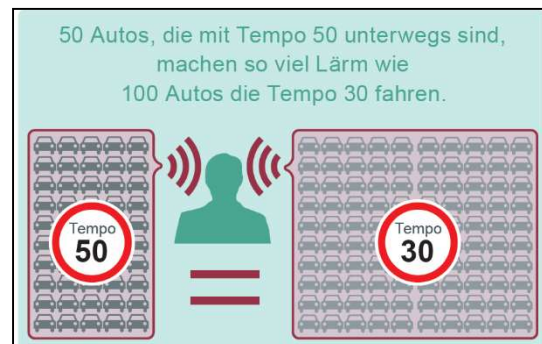 50 Autos, die mit Tempo 50 unterwegs sind,
machen so viel Lärm wie
100 Autos die Tempo 30 fahren.
Tempo
50
Tempo
30